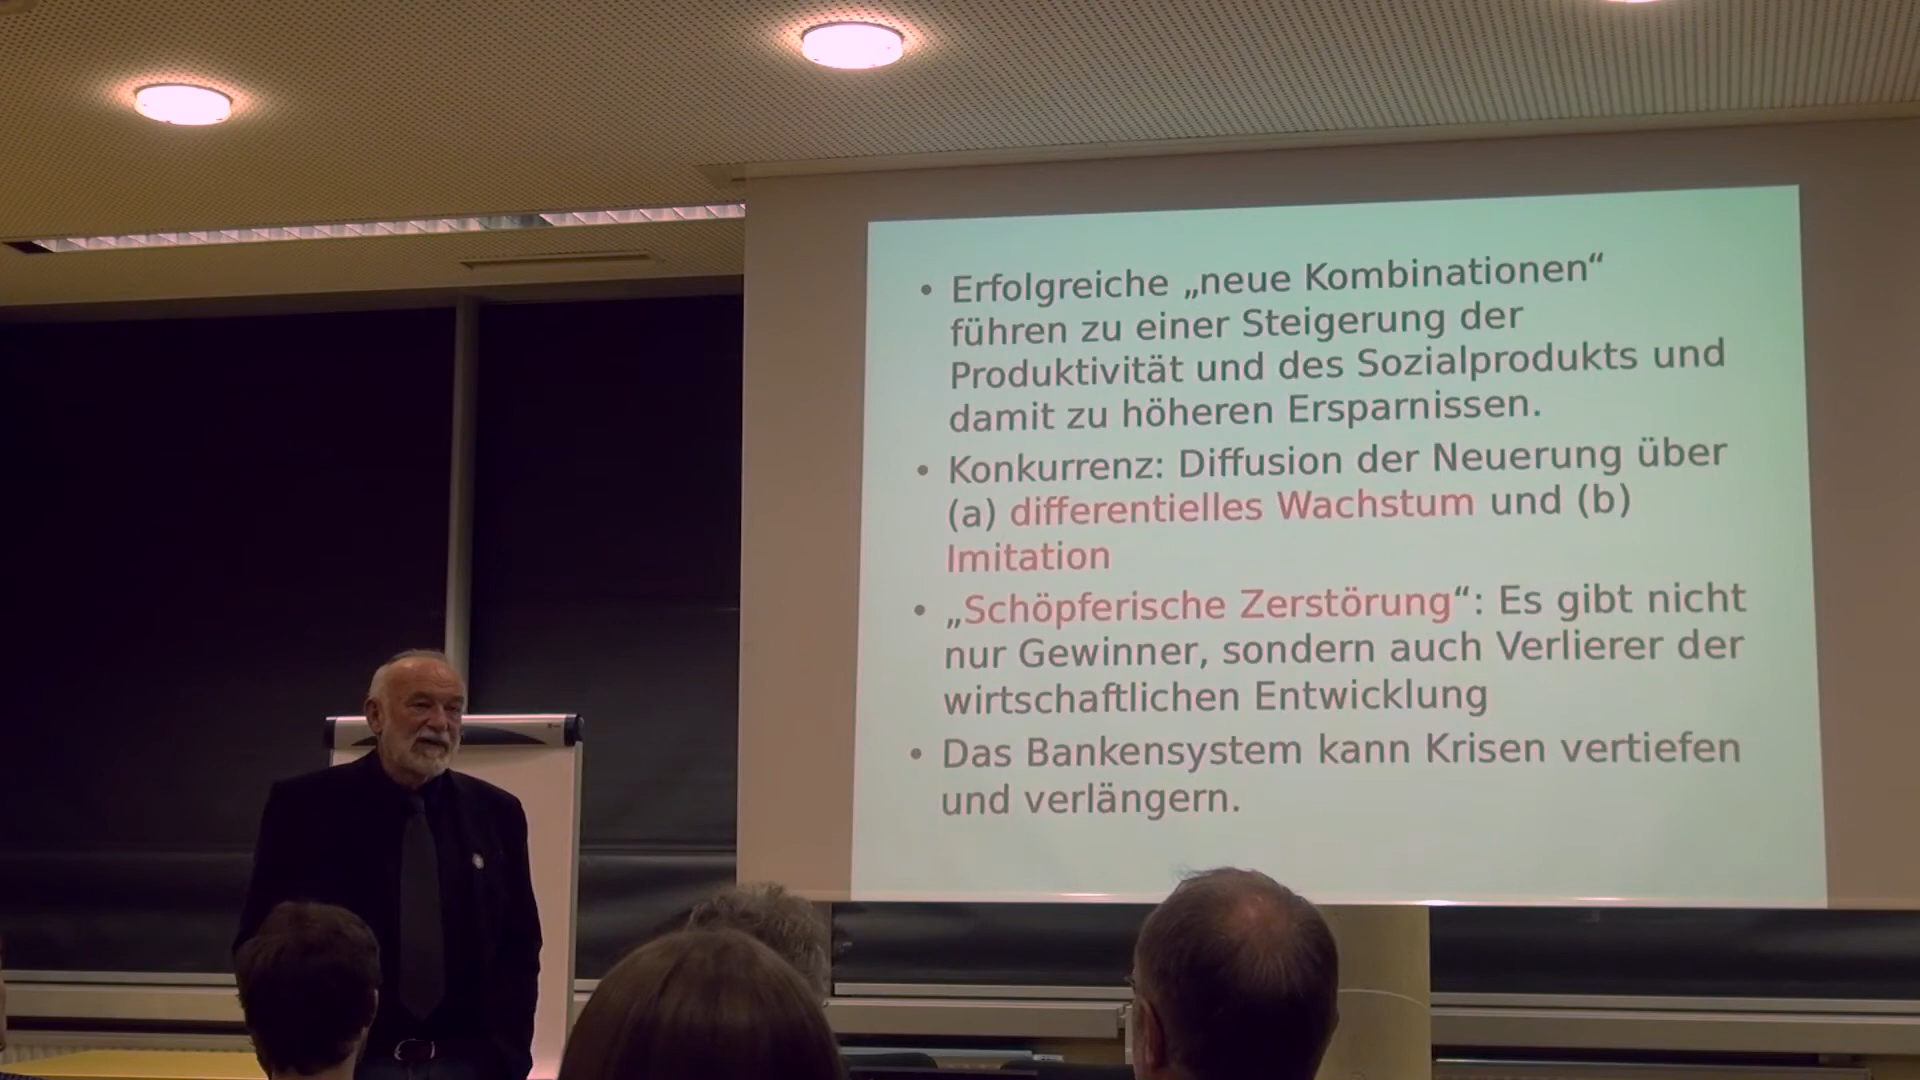 • Erfolgreiche „neue Kombinationen“
führen zu einer Steigerung der
Produktivität und des Sozialprodukts und
damit zu höheren Ersparnissen.
• Konkurrenz: Diffusion der Neuerung über
(a) differentielles Wachstum und (b)
Imitation
• „Schöpferische Zerstörung“: Es gibt nicht
nur Gewinner, sondern auch Verlierer der
wirtschaftlichen Entwicklung
• Das Bankensystem kann Krisen vertiefen
und verlängern.